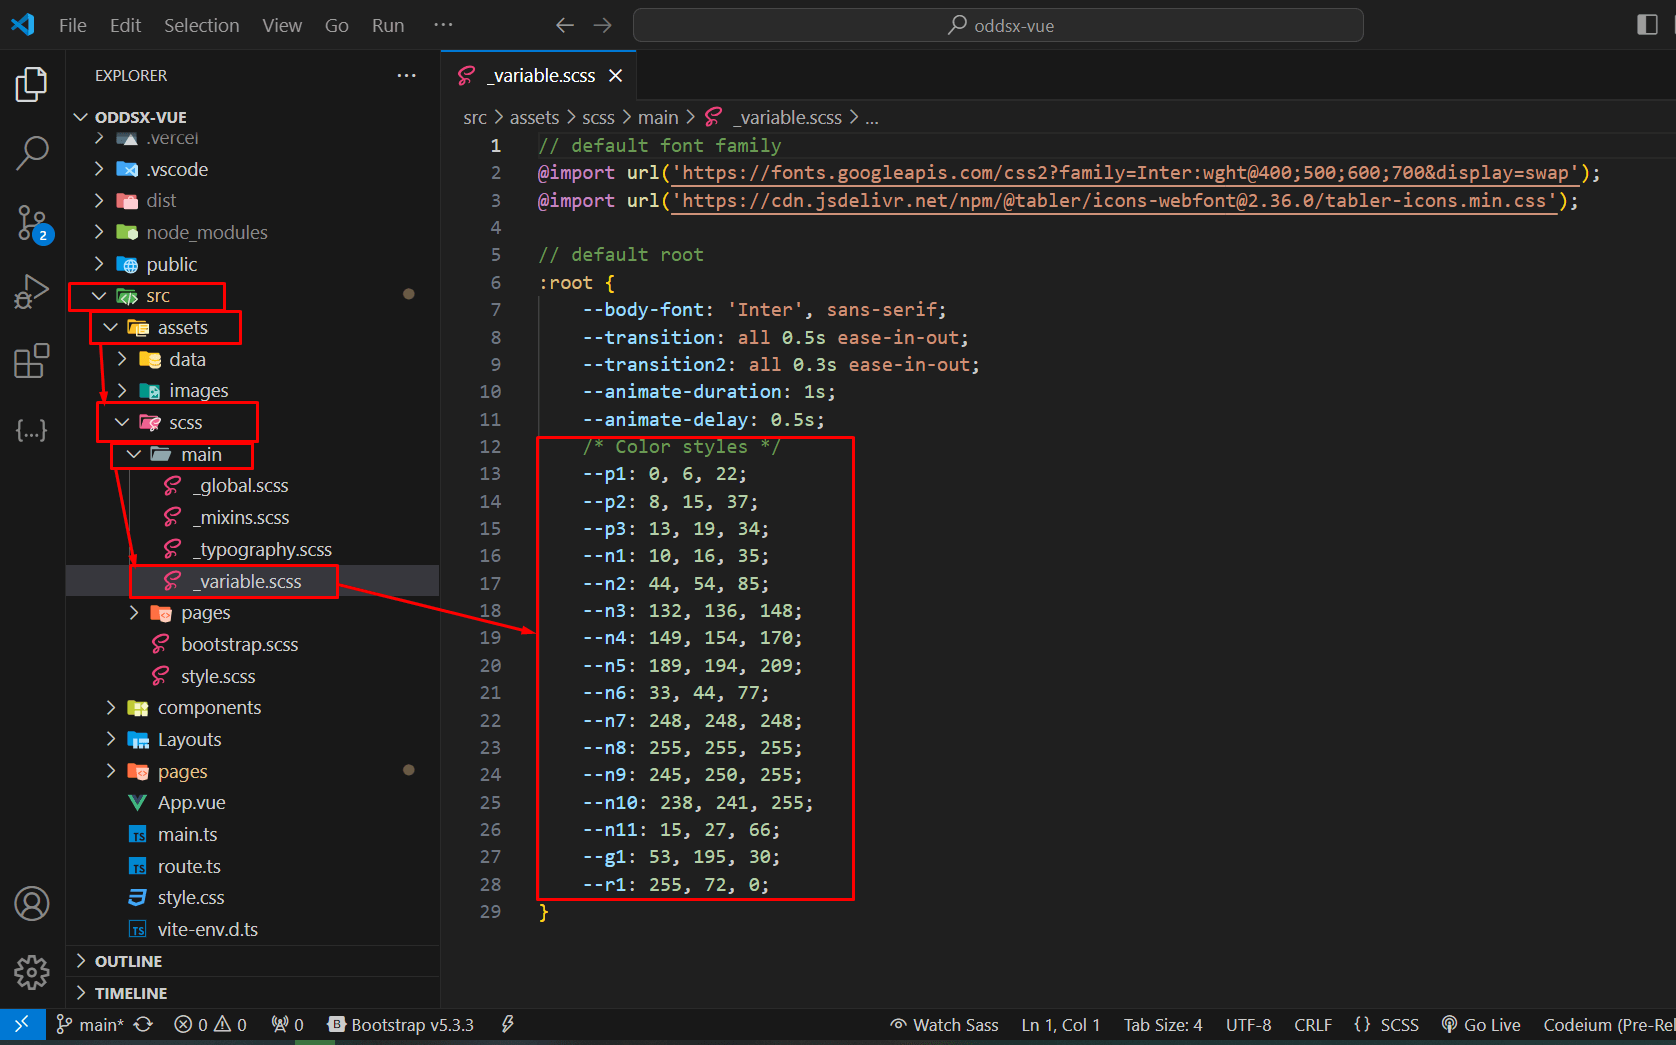 File Edit Selection View Go Run ···
oddsx-vue
EXPLORER ···
ODDSX-VUE
.vercel
.vscode
dist
node_modules
public
src
assets
data
images
scss
main
_global.scss
_mixins.scss
_typography.scss
_variable.scss
pages
bootstrap.scss
style.scss
components
Layouts
pages
App.vue
TS main.ts
TS route.ts
style.css
TS vite-env.d.ts
OUTLINE
TIMELINE
2
{...}
_variable.scss
src > assets > scss > main > _variable.scss > ...
1 // default font family
2 @import url('https://fonts.googleapis.com/css2?family=Inter:wght@400;500;600;700&display=swap');
3 @import url('https://cdn.jsdelivr.net/npm/@tabler/icons-webfont@2.36.0/tabler-icons.min.css');
4
5 // default root
6 :root {
7 --body-font: 'Inter', sans-serif;
8 --transition: all 0.5s ease-in-out;
9 --transition2: all 0.3s ease-in-out;
10 --animate-duration: 1s;
11 --animate-delay: 0.5s;
12 /* Color styles */
13 --p1: 0, 6, 22;
14 --p2: 8, 15, 37;
15 --p3: 13, 19, 34;
16 --n1: 10, 16, 35;
17 --n2: 44, 54, 85;
18 --n3: 132, 136, 148;
19 --n4: 149, 154, 170;
20 --n5: 189, 194, 209;
21 --n6: 33, 44, 77;
22 --n7: 248, 248, 248;
23 --n8: 255, 255, 255;
24 --n9: 245, 250, 255;
25 --n10: 238, 241, 255;
26 --n11: 15, 27, 66;
27 --g1: 53, 195, 30;
28 --r1: 255, 72, 0;
29 }
main* 0 0 0 B Bootstrap v5.3.3 Watch Sass Ln 1, Col 1 Tab Size: 4 UTF-8 CRLF {} SCSS Go Live Codeium (Pre-Rel